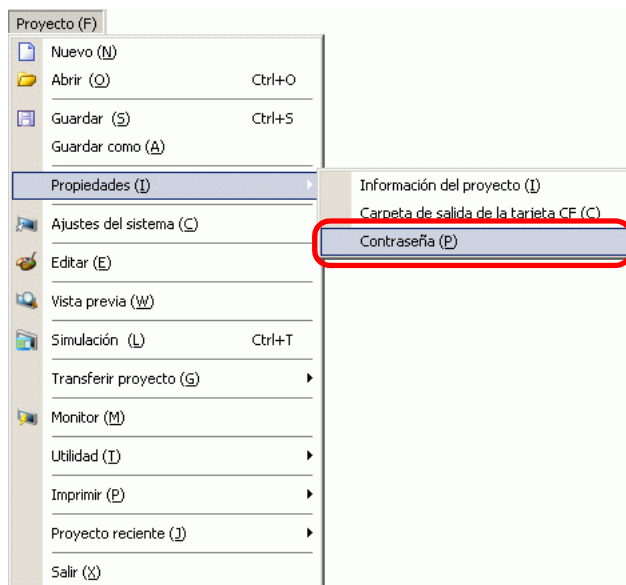 Proyecto (F)
Nuevo (N)
Abrir (O) Ctrl+O
Guardar (S) Ctrl+S
Guardar como (A)
Propiedades (I)
Información del proyecto (I)
Carpeta de salida de la tarjeta CF (C)
Ajustes del sistema (C)
Contraseña (P)
Editar (E)
Vista previa (W)
Simulación (L) Ctrl+T
Transferir proyecto (G)
Monitor (M)
Utilidad (T)
Imprimir (P)
Proyecto reciente (J)
Salir (X)